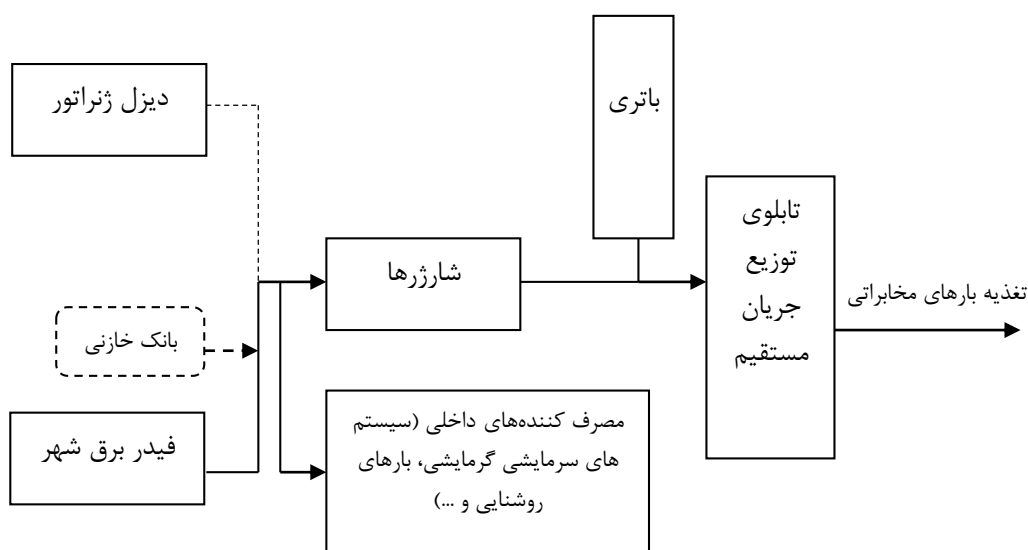 دیزل ژنراتور
باتری
تابلوی
توزیع
جریان
مستقیم
شارژرها
تغذیه بارهای مخابراتی
بانک خازنی
فیدر برق شهر
مصرف کننده‌های داخلی (سیستم
های سرمایشی گرمایشی، بارهای
روشنایی و ...)